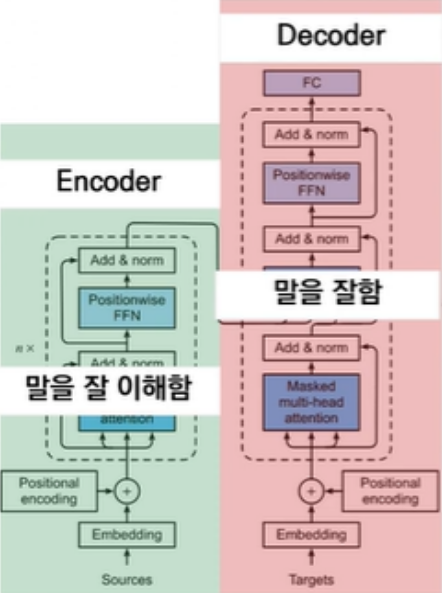 Decoder
FC
Add & norm
Positionwise
FFN
Add & norm
말을 잘함
Add & norm
Masked
multi-head
attention
Positional
encoding
+
Embedding
Targets
Encoder
Add & norm
Positionwise
FFN
n×
Add & norm
말을 잘 이해함
attention
Positional
encoding
+
Embedding
Sources